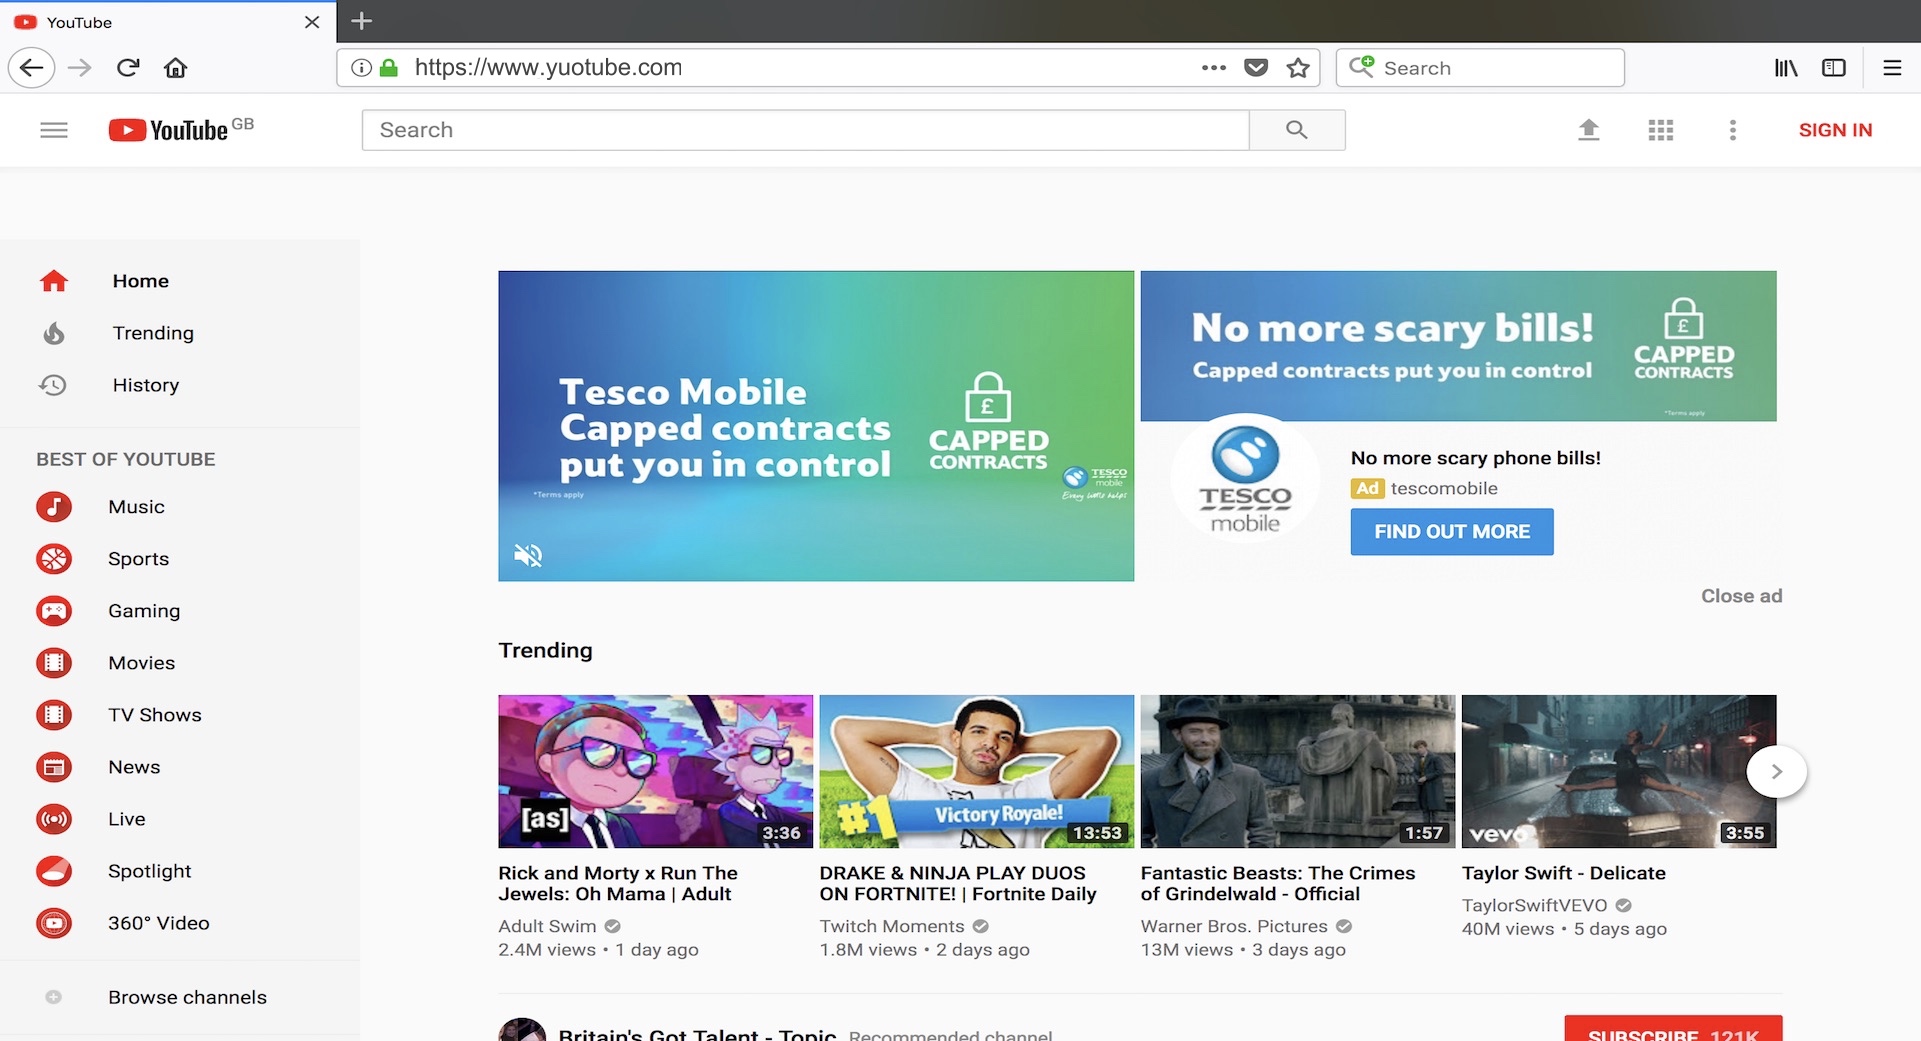 YouTube
https://www.yuotube.com
Search
YouTube GB
Search
SIGN IN
Home
Trending
History
BEST OF YOUTUBE
Music
Sports
Gaming
Movies
TV Shows
News
Live
Spotlight
360° Video
Browse channels
Tesco Mobile
Capped contracts
put you in control
*Terms apply
£
CAPPED
CONTRACTS
TESCO
mobile
Every little helps
No more scary bills!
Capped contracts put you in control
£
CAPPED
CONTRACTS
*Terms apply
TESCO
mobile
No more scary phone bills!
Ad tescomobile
FIND OUT MORE
Close ad
Trending
[as]
3:36
Rick and Morty x Run The
Jewels: Oh Mama | Adult
Adult Swim
2.4M views • 1 day ago
#1 Victory Royale!
13:53
DRAKE & NINJA PLAY DUOS
ON FORTNITE! | Fortnite Daily
Twitch Moments
1.8M views • 2 days ago
1:57
Fantastic Beasts: The Crimes
of Grindelwald - Official
Warner Bros. Pictures
13M views • 3 days ago
vevo
3:55
Taylor Swift - Delicate
TaylorSwiftVEVO
40M views • 5 days ago
Britain's Got Talent - Topic Recommended channel
SUBSCRIBE 121K